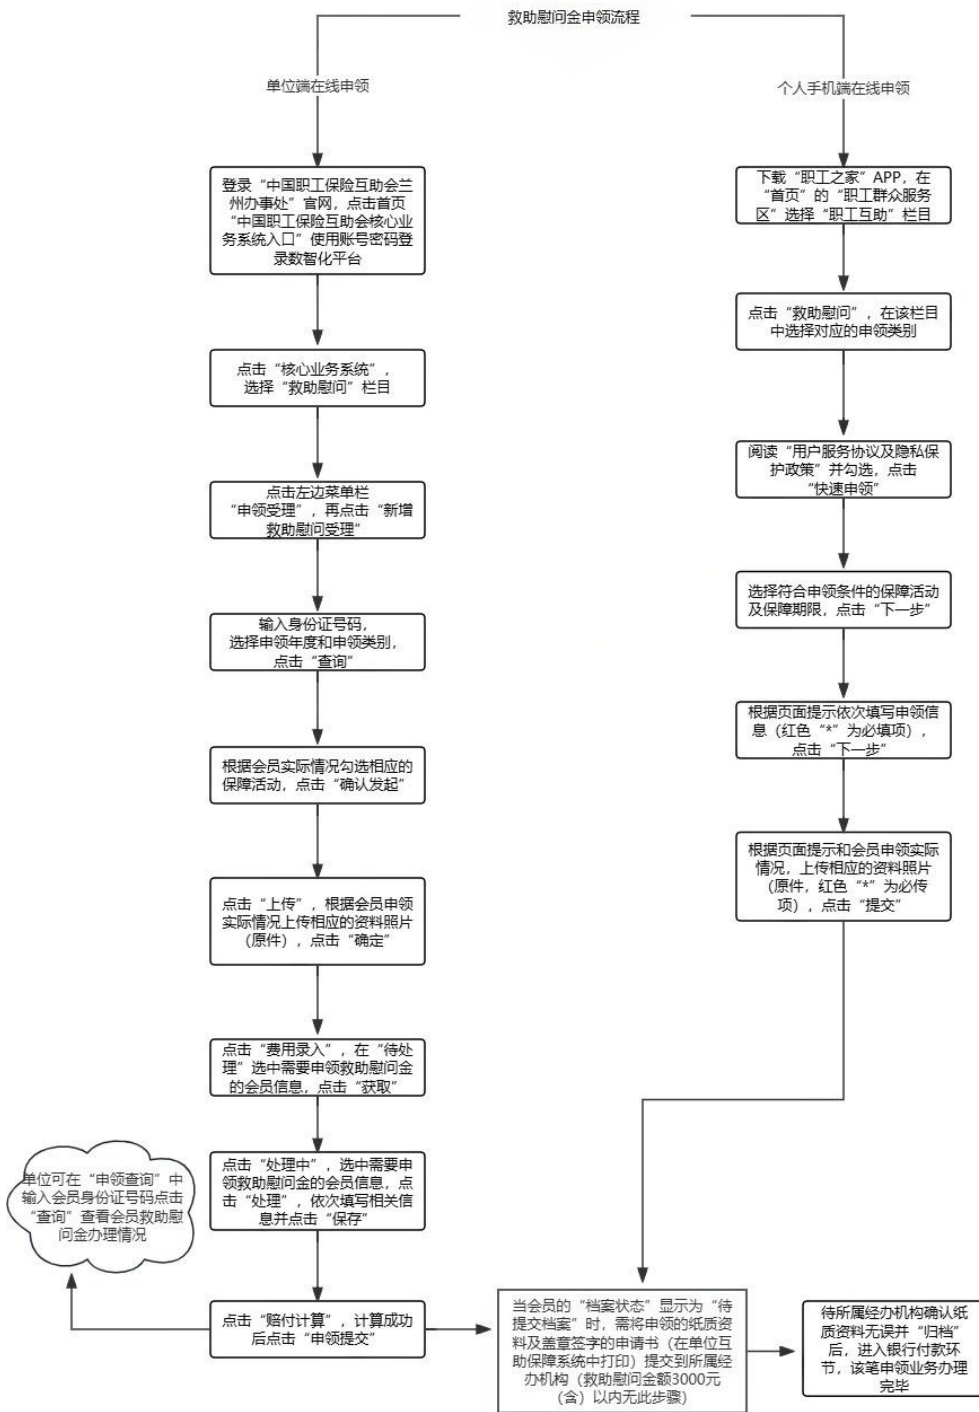 救助慰问金申领流程
单位端在线申领
登录“中国职工保险互助会兰
州办事处”官网，点击首页
“中国职工保险互助会核心业
务系统入口”使用账号密码登
录数智化平台
点击“核心业务系统”，
选择“救助慰问”栏目
点击左边菜单栏
“申领受理”，再点击“新增
救助慰问受理”
输入身份证号码，
选择申领年度和申领类别，
点击“查询”
根据会员实际情况勾选相应的
保障活动，点击“确认发起”
点击“上传”，根据会员申领
实际情况上传相应的资料照片
（原件），点击“确定”
点击“费用录入”，在“待处
理”选中需要申领救助慰问金
的会员信息，点击“获取”
点击“处理中”，选中需要申
领救助慰问金的会员信息，点
击“处理”，依次填写相关信
息并点击“保存”
点击“赔付计算”，计算成功
后点击“申领提交”
单位可在“申领查询”中
输入会员身份证号码点击
“查询”查看会员救助慰
问金办理情况
个人手机端在线申领
下载“职工之家”APP，在
“首页”的“职工群众服务
区”选择“职工互助”栏目
点击“救助慰问”，在该栏目
中选择对应的申领类别
阅读“用户服务协议及隐私保
护政策”并勾选，点击
“快速申领”
选择符合申领条件的保障活动
及保障期限，点击“下一步”
根据页面提示依次填写申领信
息（红色“*”为必填项），
点击“下一步”
根据页面提示和会员申领实际
情况，上传相应的资料照片
（原件，红色“*”为必传
项），点击“提交”
当会员的“档案状态”显示为“待
提交档案”时，需将申领的纸质资
料及盖章签字的申请书（在单位互
助保障系统中打印）提交到所属经
办机构（救助慰问金额3000元
（含）以内无此步骤）
待所属经办机构确认纸
质资料无误并“归档”
后，进入银行付款环
节，该笔申领业务办理
完毕